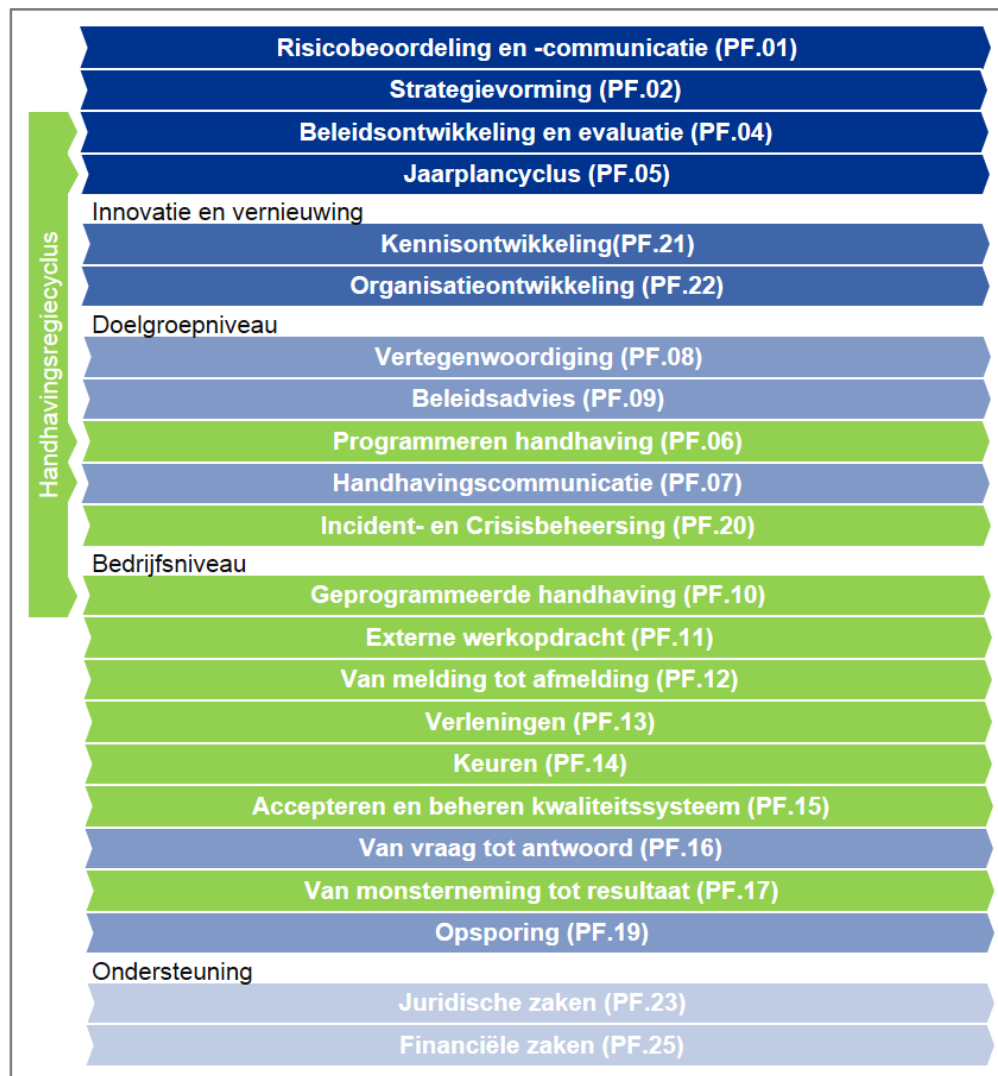 Risicobeoordeling en -communicatie (PF.01)
Strategievorming (PF.02)
Beleidsontwikkeling en evaluatie (PF.04)
Jaarplancyclus (PF.05)
Handhavingsregiecyclus
Innovatie en vernieuwing
Kennisontwikkeling(PF.21)
Organisatieontwikkeling (PF.22)
Doelgroepniveau
Vertegenwoordiging (PF.08)
Beleidsadvies (PF.09)
Programmeren handhaving (PF.06)
Handhavingscommunicatie (PF.07)
Incident- en Crisisbeheersing (PF.20)
Bedrijfsniveau
Geprogrammeerde handhaving (PF.10)
Externe werkopdracht (PF.11)
Van melding tot afmelding (PF.12)
Verleningen (PF.13)
Keuren (PF.14)
Accepteren en beheren kwaliteitssysteem (PF.15)
Van vraag tot antwoord (PF.16)
Van monsterneming tot resultaat (PF.17)
Opsporing (PF.19)
Ondersteuning
Juridische zaken (PF.23)
Financiële zaken (PF.25)